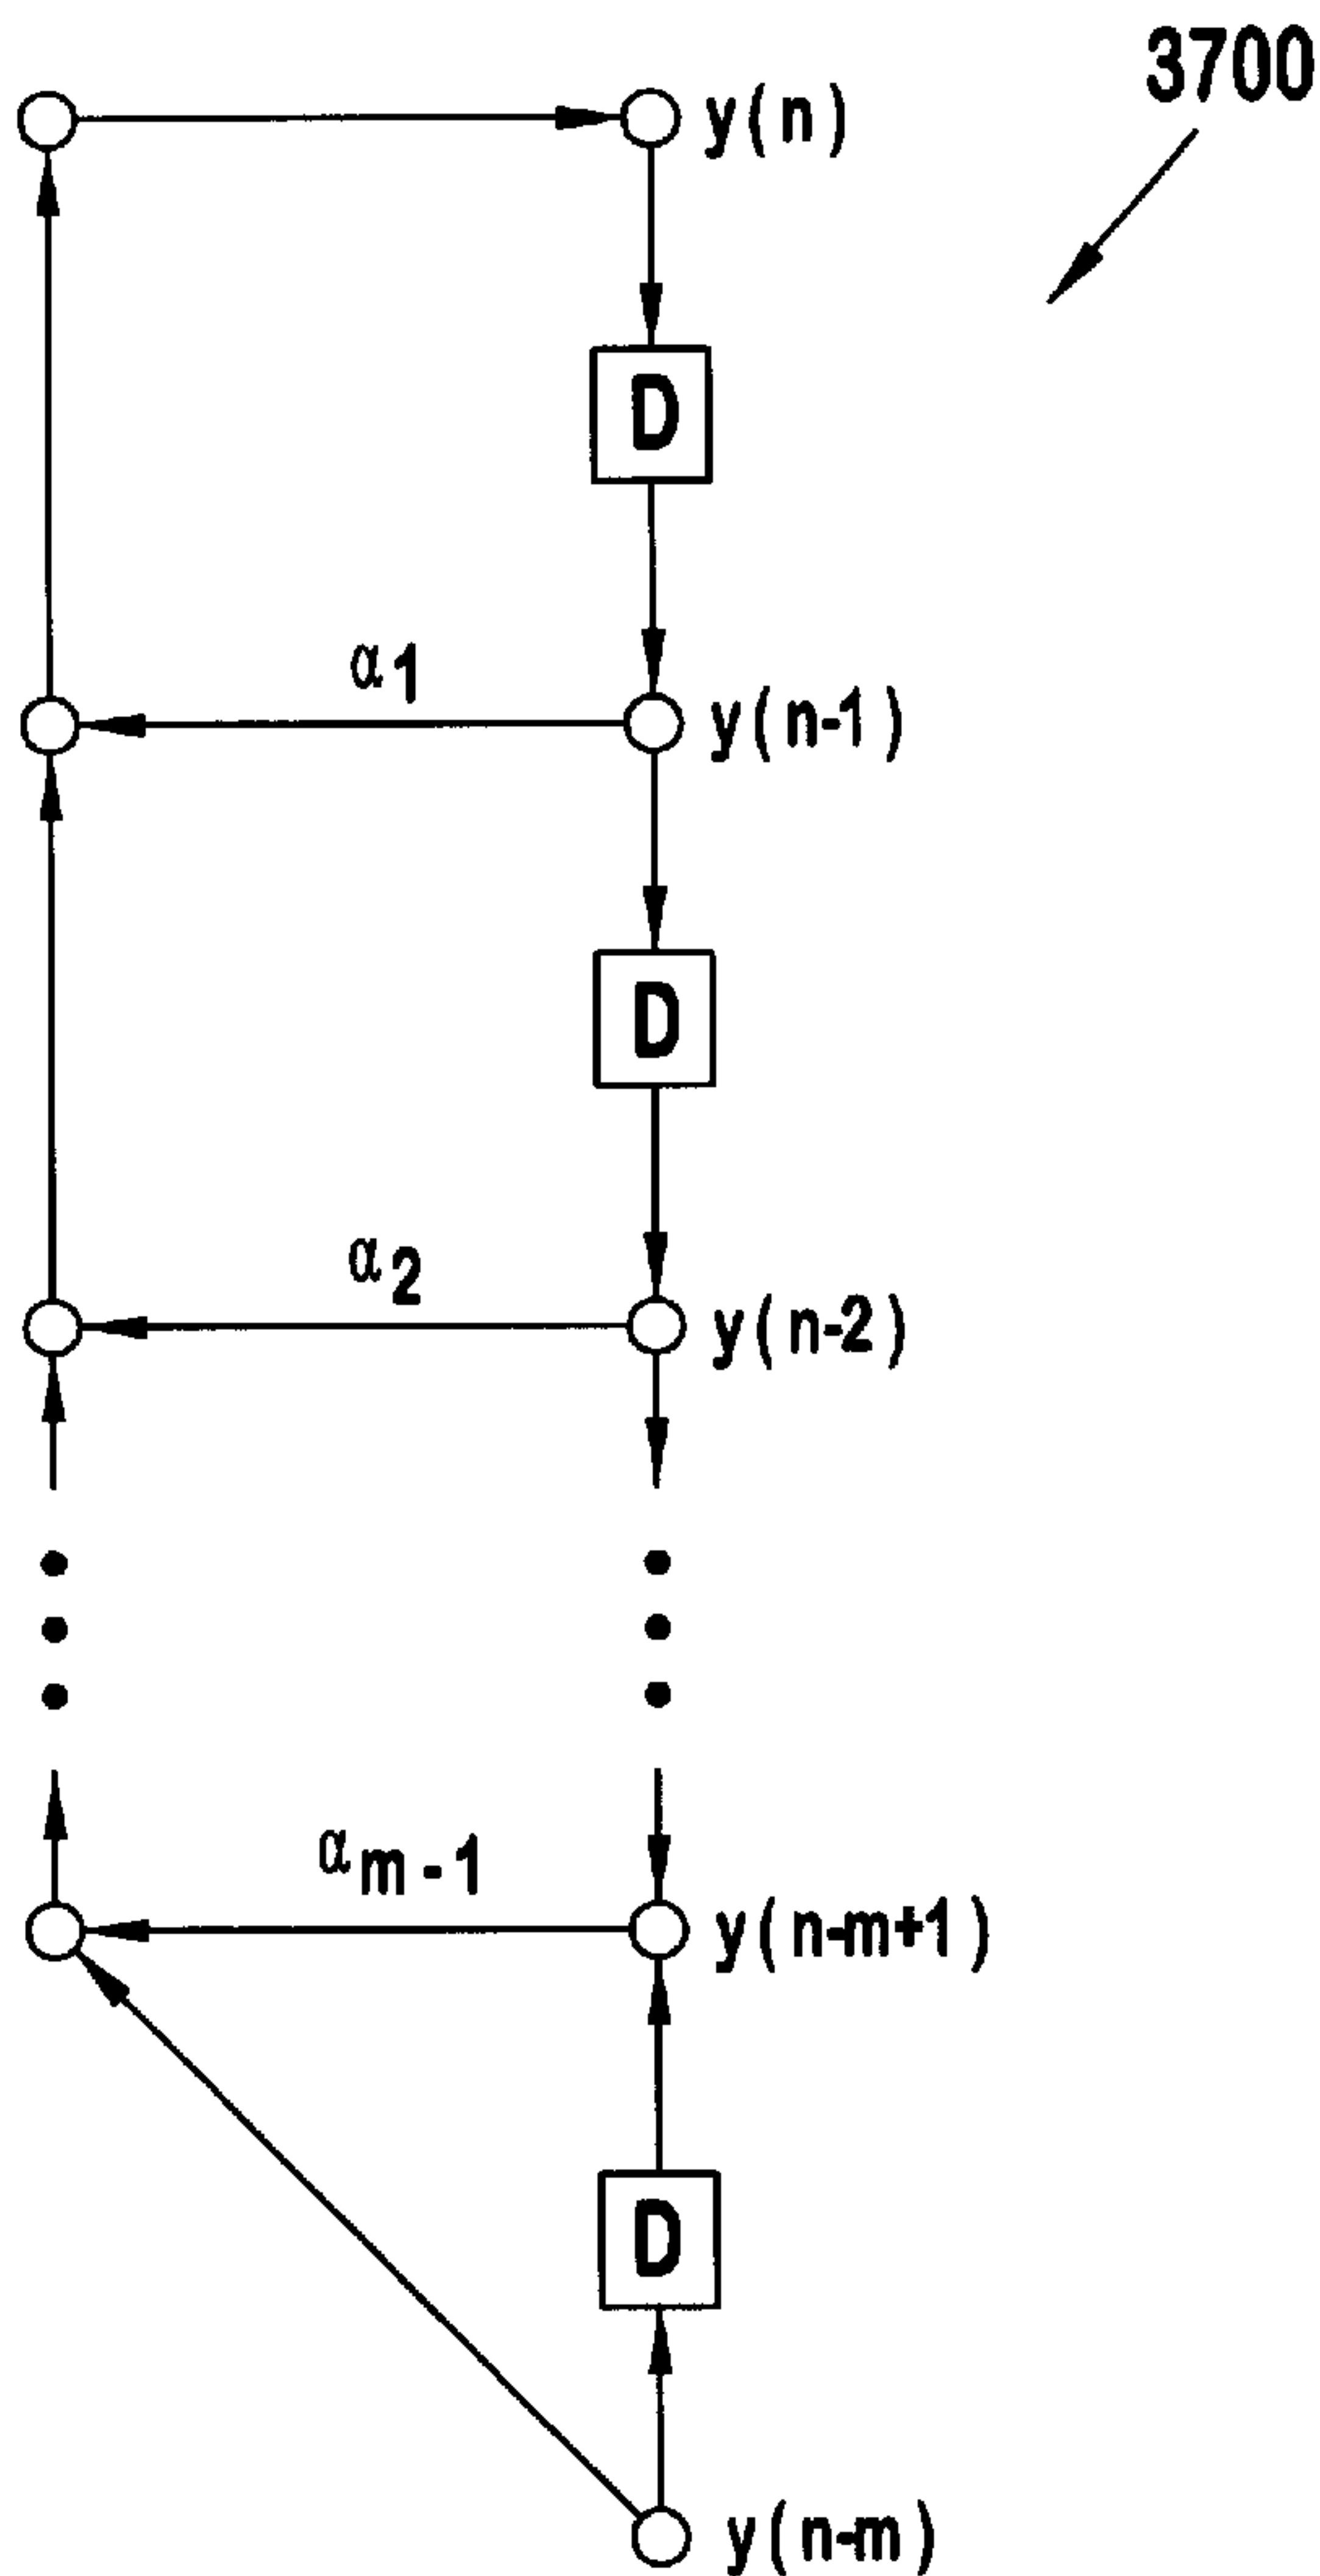 3700
y(n)
D
α1
y(n-1)
D
α2
y(n-2)
αm-1
y(n-m+1)
D
y(n-m)